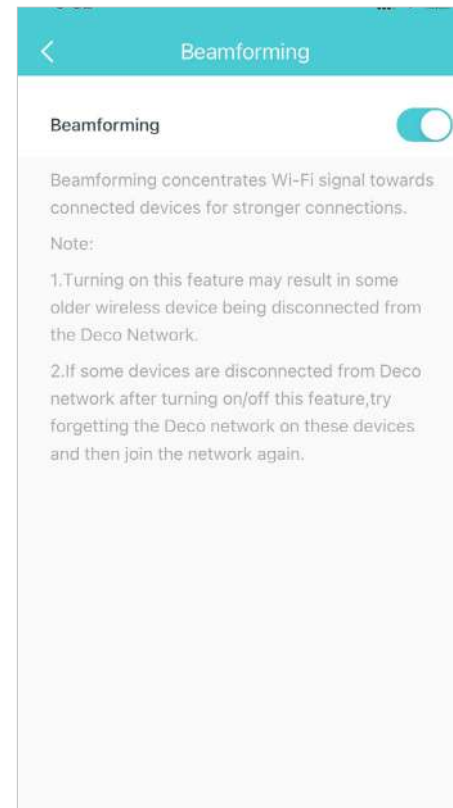 Beamforming
Beamforming
Beamforming concentrates Wi-Fi signal towards
connected devices for stronger connections.
Note:
1.Turning on this feature may result in some
older wireless device being disconnected from
the Deco Network.
2.If some devices are disconnected from Deco
network after turning on/off this feature,try
forgetting the Deco network on these devices
and then join the network again.